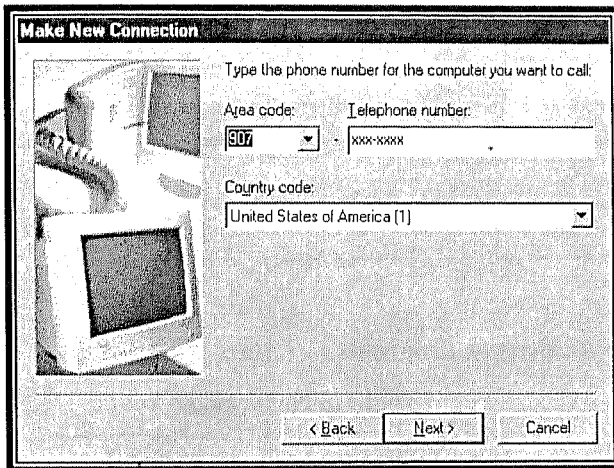 Make New Connection
Type the phone number for the computer you want to call:
Area code: Telephone number:
907 - xxx-xxxx
Country code:
United States of America (1)
< Back Next > Cancel